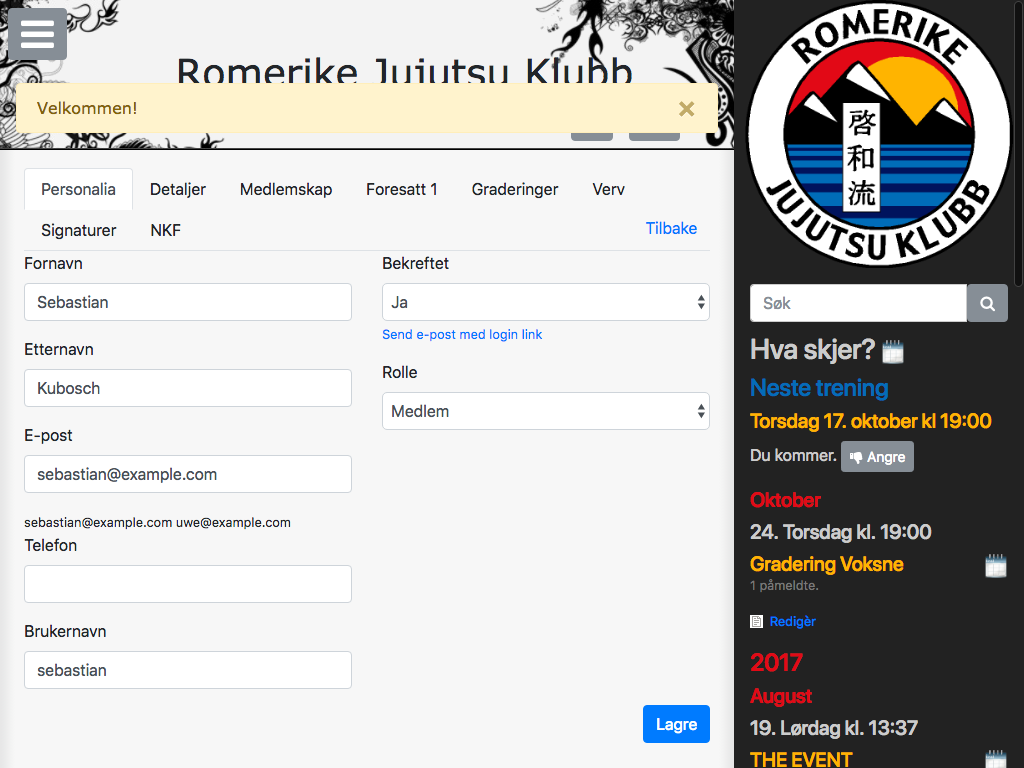 Romerike Jujutsu Klubb
Velkommen!
×
Personalia
Detaljer
Medlemskap
Foresatt 1
Graderinger
Verv
Signaturer
NKF
Tilbake
Fornavn
Sebastian
Etternavn
Kubosch
E-post
sebastian@example.com
sebastian@example.com uwe@example.com
Telefon
Brukernavn
sebastian
Bekreftet
Ja
Send e-post med login link
Rolle
Medlem
Lagre
ROMERIKE
啓和流
JUJUTSU KLUBB
Søk
Hva skjer?
Neste trening
Torsdag 17. oktober kl 19:00
Du kommer.
Angre
Oktober
24. Torsdag kl. 19:00
Gradering Voksne
1 påmeldte.
Redigèr
2017
August
19. Lørdag kl. 13:37
THE EVENT